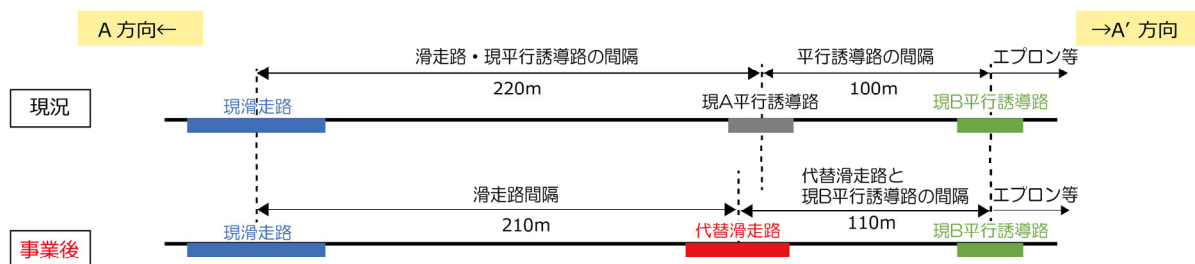 A 方向←
→A’ 方向
滑走路・現平行誘導路の間隔
平行誘導路の間隔
エプロン等
220m
100m
現況
現滑走路
現A平行誘導路
現B平行誘導路
滑走路間隔
代替滑走路と
現B平行誘導路の間隔
エプロン等
210m
110m
事業後
現滑走路
代替滑走路
現B平行誘導路